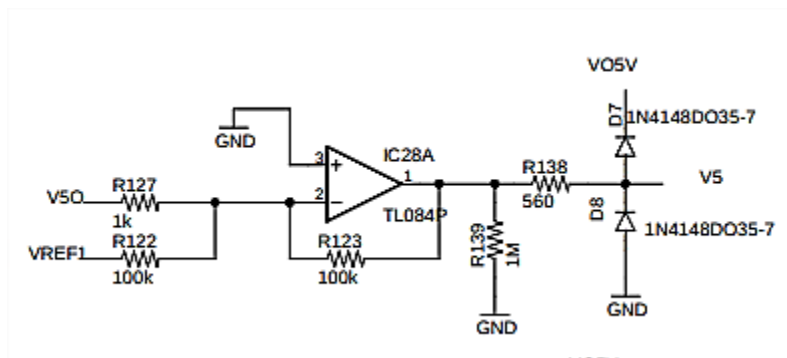 VO5V
D7
1N4148DO35-7
GND
3
IC28A
1
R138
V5
V5O
R127
2
560
D8
1k
TL084P
R139
1M
1N4148DO35-7
VREF1
R122
R123
100k
100k
GND
GND